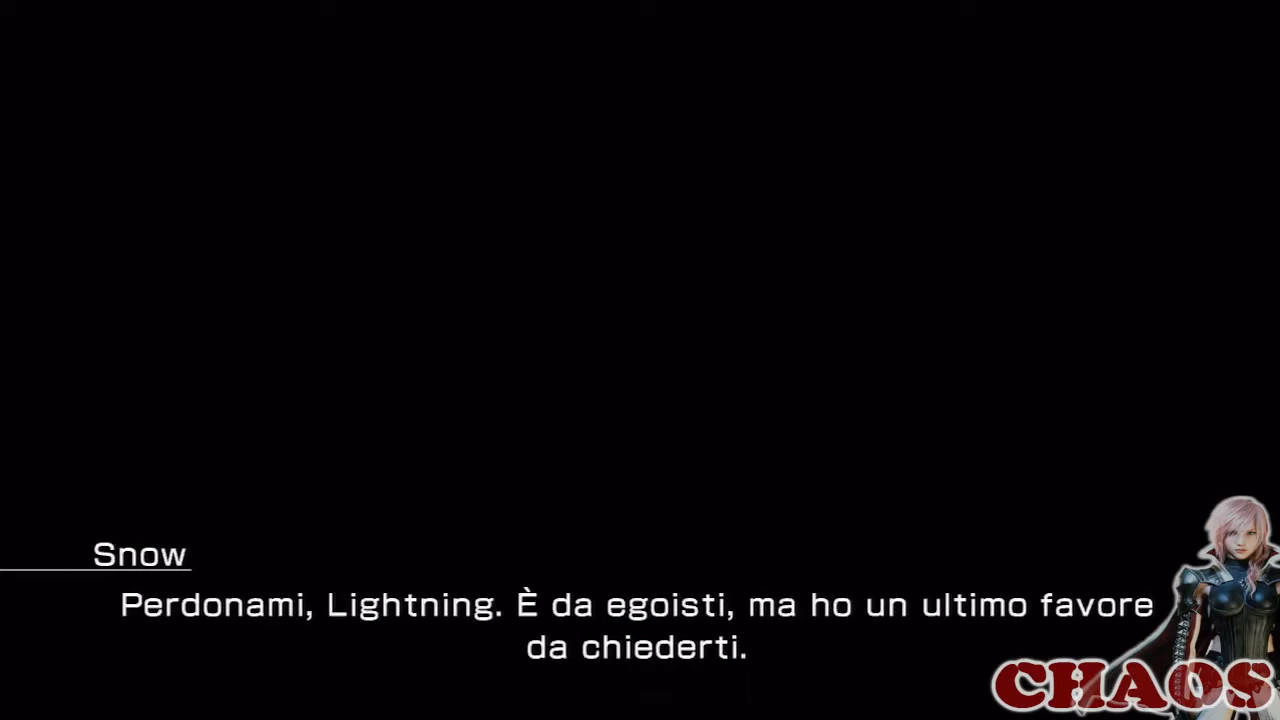 Snow
Perdonami, Lightning. È da egoisti, ma ho un ultimo favore
da chiederti.
CHAOS